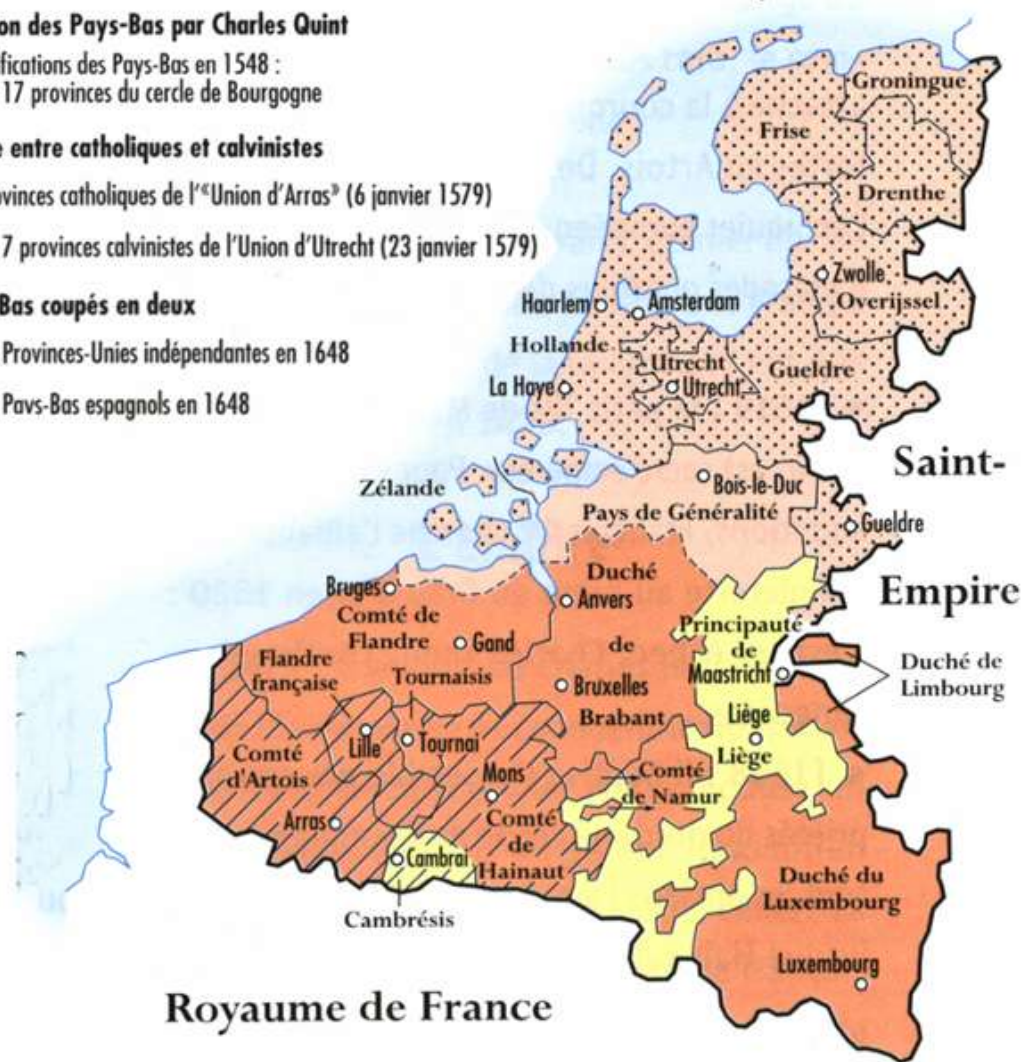 on des Pays-Bas par Charles Quint
fications des Pays-Bas en 1548 :
17 provinces du cercle de Bourgogne
e entre catholiques et calvinistes
ovinces catholiques de l'“Union d'Arras” (6 janvier 1579)
7 provinces calvinistes de l'Union d'Utrecht (23 janvier 1579)
Bas coupés en deux
Provinces-Unies indépendantes en 1648
Pays-Bas espagnols en 1648
Groningue
Frise
Drenthe
Zwolle
Overijssel
Haarlem
Amsterdam
Hollande
Utrecht
Gueldre
La Haye
Utrecht
Saint-
Zélande
Bois-le-Duc
Pays de Généralité
Gueldre
Empire
Bruges
Duché
Anvers
Comté de
Flandre
Gand
de
Principauté
de
Maastricht
Duché de
Limbourg
Flandre
française
Tournaisis
Bruxelles
Brabant
Liège
Liège
Lille
Tournai
Comté
d'Artois
Mons
Comté
de Namur
Arras
Comté
de
Hainaut
Cambrai
Cambrésis
Duché du
Luxembourg
Luxembourg
Royaume de France